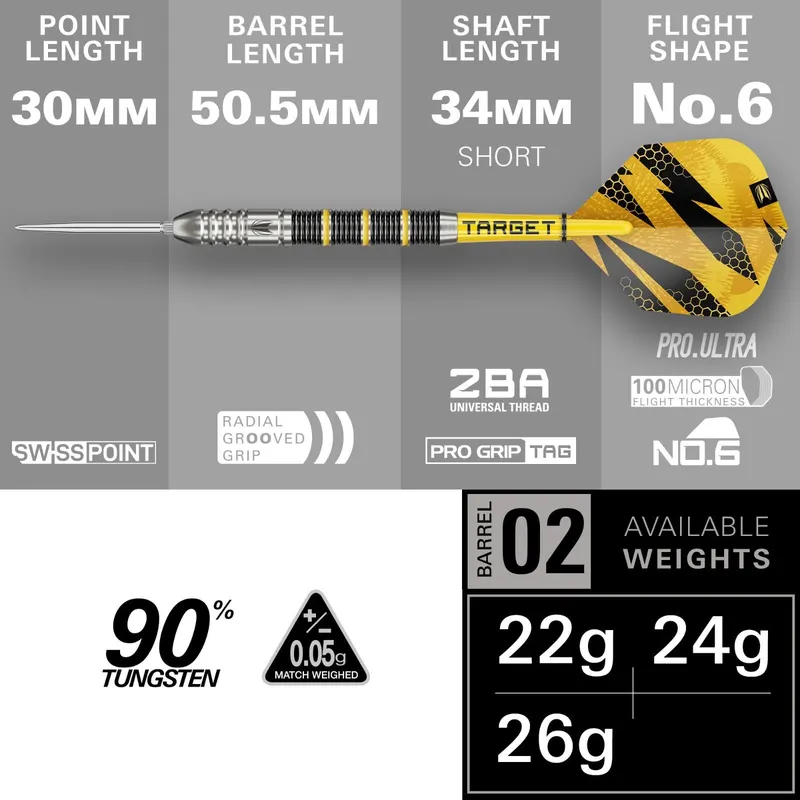 POINT
LENGTH
30MM
BARREL
LENGTH
50.5MM
SHAFT
LENGTH
34MM
SHORT
FLIGHT
SHAPE
No.6
TARGET
PRO.ULTRA
100MICRON
FLIGHT THICKNESS
NO.6
ZBA
UNIVERSAL THREAD
PRO GRIP TAG
RADIAL
GROOVED
GRIP
SWISSPOINT
90%
TUNGSTEN
+/-
0.05g
MATCH WEIGHED
BARREL
02
AVAILABLE
WEIGHTS
22g 24g
26g